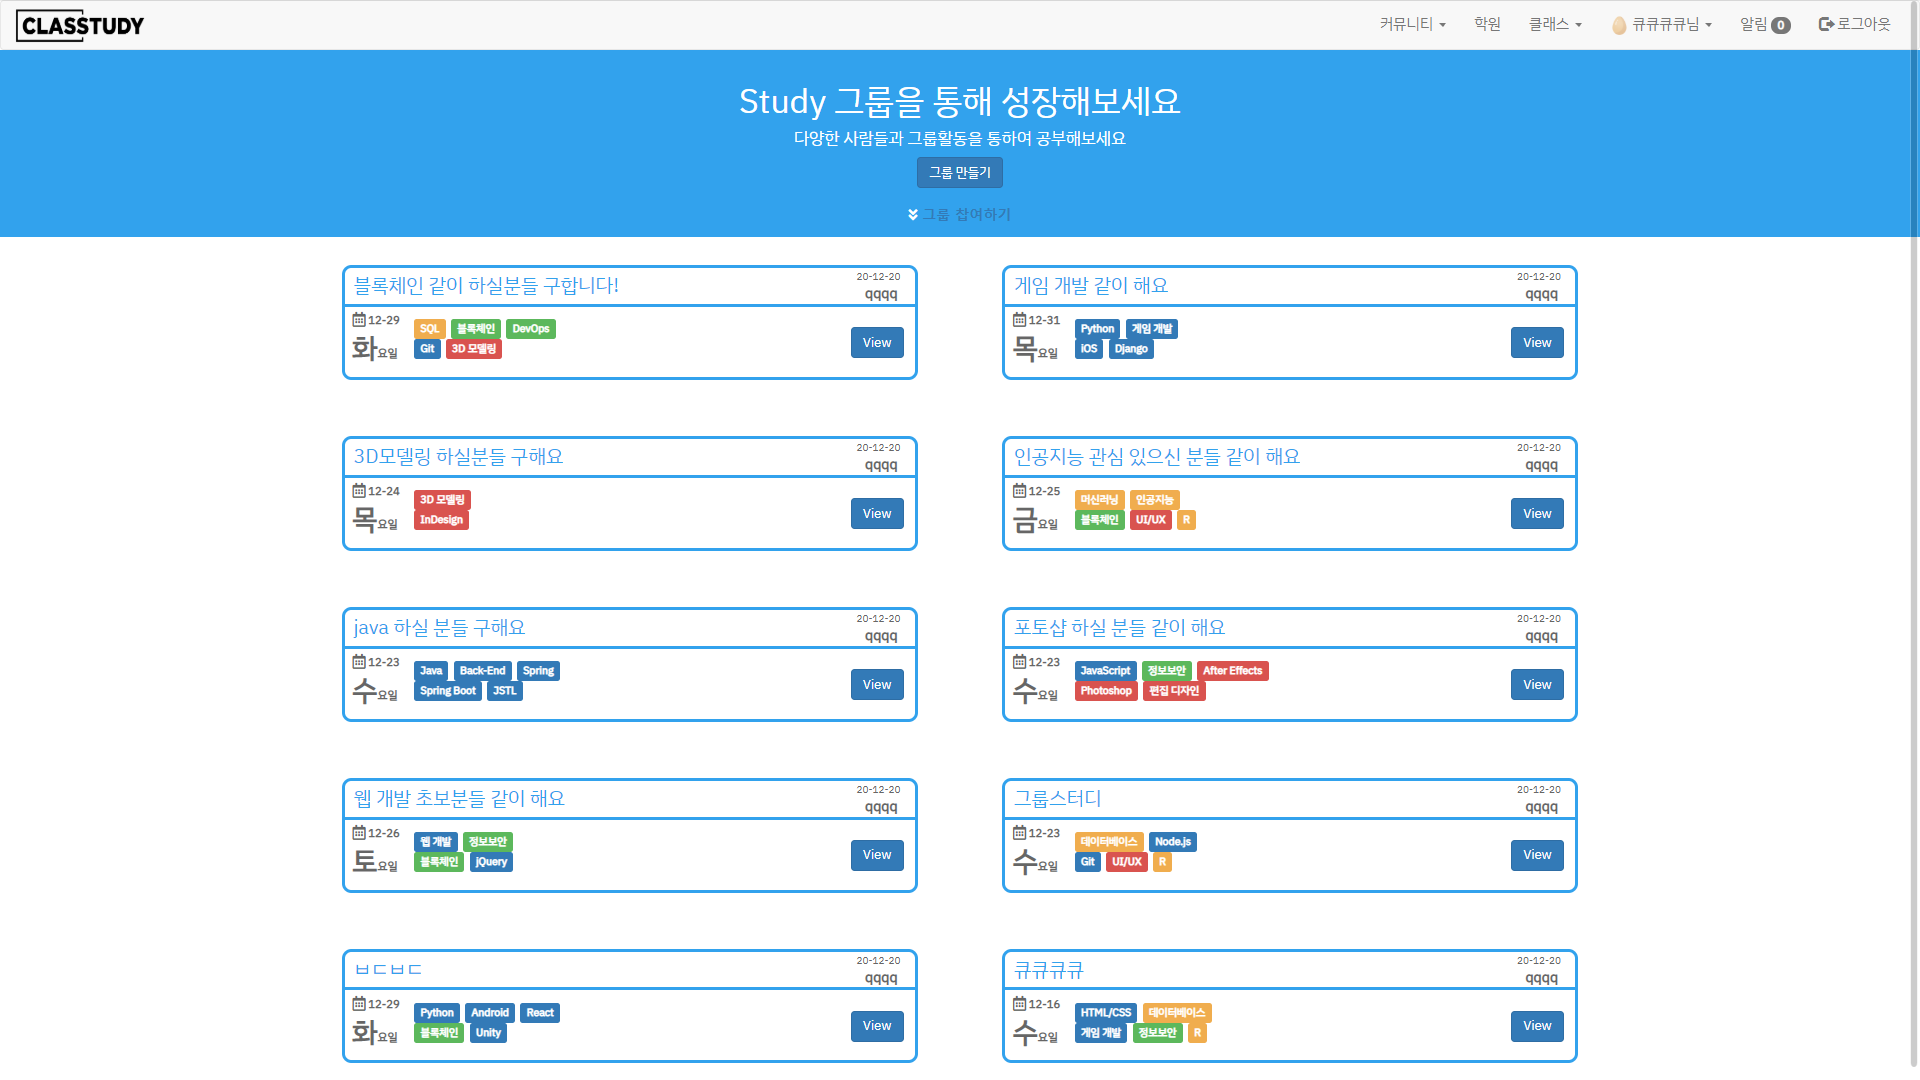 CLASSTUDY
커뮤니티 학원 클래스 큐큐큐큐님 알림 0 로그아웃
Study 그룹을 통해 성장해보세요
다양한 사람들과 그룹활동을 통하여 공부해보세요
그룹 만들기
그룹 참여하기
블록체인 같이 하실분들 구합니다!
20-12-20
qqqq
12-29
화요일
SQL 블록체인 DevOps
Git 3D 모델링
View
게임 개발 같이 해요
20-12-20
qqqq
12-31
목요일
Python 게임 개발
iOS Django
View
3D모델링 하실분들 구해요
20-12-20
qqqq
12-24
목요일
3D 모델링
InDesign
View
인공지능 관심 있으신 분들 같이 해요
20-12-20
qqqq
12-25
금요일
머신러닝 인공지능
블록체인 UI/UX R
View
java 하실 분들 구해요
20-12-20
qqqq
12-23
수요일
Java Back-End Spring
Spring Boot JSTL
View
포토샵 하실 분들 같이 해요
20-12-20
qqqq
12-23
수요일
JavaScript 정보보안 After Effects
Photoshop 편집 디자인
View
웹 개발 초보분들 같이 해요
20-12-20
qqqq
12-26
토요일
웹 개발 정보보안
블록체인 jQuery
View
그룹스터디
20-12-20
qqqq
12-23
수요일
데이터베이스 Node.js
Git UI/UX R
View
ㅂㄷㅂㄷ
20-12-20
qqqq
12-29
화요일
Python Android React
블록체인 Unity
View
큐큐큐큐
20-12-20
qqqq
12-16
수요일
HTML/CSS 데이터베이스
게임 개발 정보보안 R
View